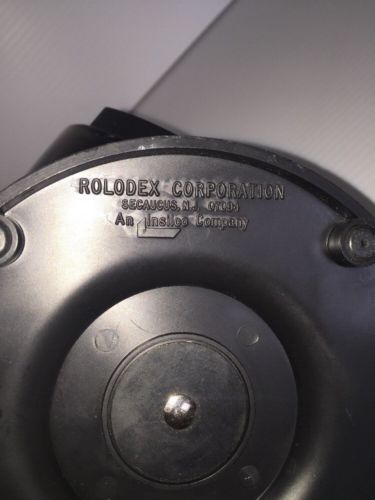 ROLODEX CORPORATION
SECAUCUS, N.J. 07094
An Insilco Company